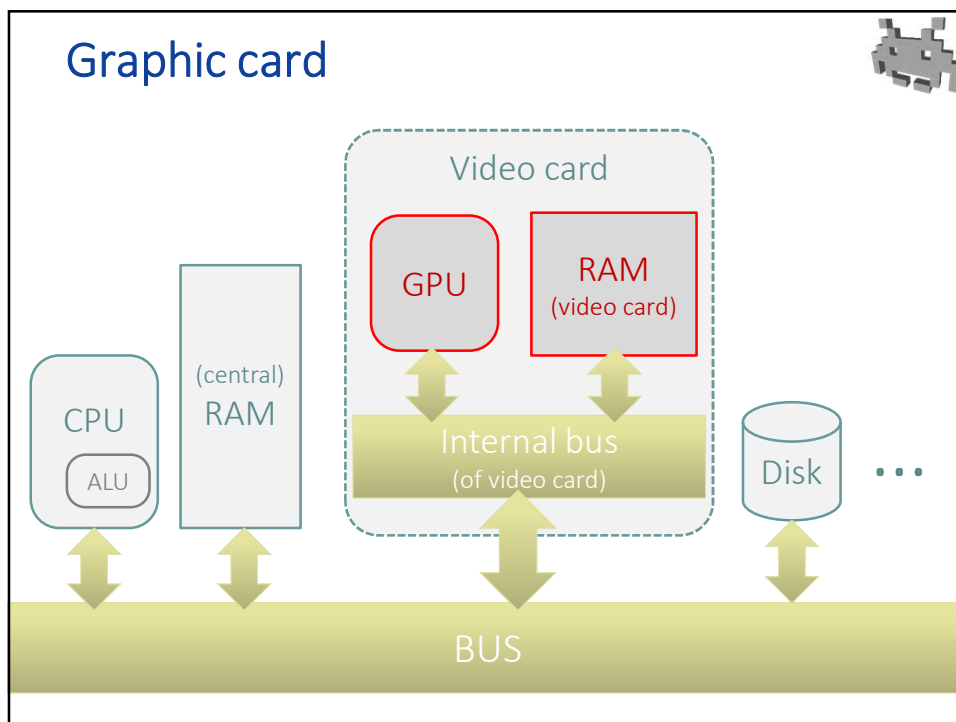 Graphic card
Video card
GPU
RAM
(video card)
(central)
RAM
CPU
ALU
Internal bus
(of video card)
Disk
...
BUS